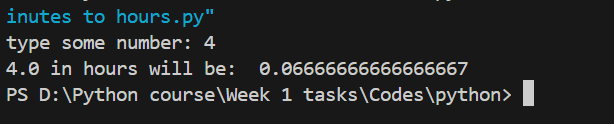 inutes to hours.py"
type some number: 4
4.0 in hours will be:  0.06666666666666667
PS D:\Python course\Week 1 tasks\Codes\python>